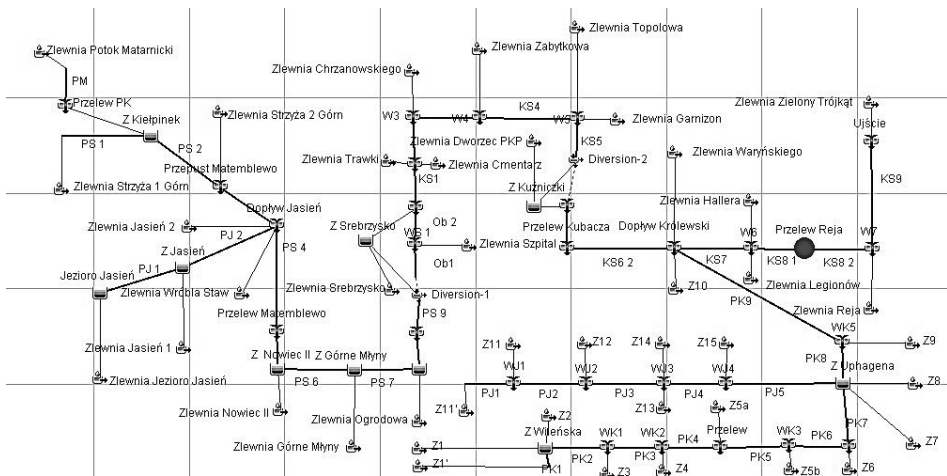 Zlewnia Potok Matarnicki
Zlewnia Topolowa
Zlewnia Zabytkowa
Zlewnia Chrzanowskiego
PM
Przelew PK
Z Kiełpinek
Zlewnia Strzyża 2 Górn
W3
W4
KS4
W5
Zlewnia Garnizon
Zlewnia Zielony Trójkąt
Ujście
PS 1
PS 2
Zlewnia Dworzec PKP
KS5
Zlewnia Trawki
Zlewnia Cmentarz
Diversion-2
Zlewnia Waryńskiego
Przepust Matemblewo
KS1
Zlewnia Strzyża 1 Górn
Z Kuźniczki
KS9
Zlewnia Hallera
Dopływ Jasień
Zlewnia Jasień 2
PJ 2
Z Srebrzysko
Ob 2
Przelew Kubacza
Dopływ Królewski
W6
Przelew Reja
W7
WS 1
Zlewnia Szpital
PS 4
Z Jasień
Ob1
KS6 2
KS7
KS8 1
KS8 2
PJ 1
Jezioro Jasień
Zlewnia Wróbla Staw
Zlewnia Srebrzysko
Diversion-1
Z10
Zlewnia Legionów
PK9
PS 9
Zlewnia Reja
Przelew Matemblewo
WK5
Z9
Zlewnia Jasień 1
Z11
Z12
Z14
Z15
Z Nowiec II
Z Górne Młyny
WJ1
WJ2
WJ3
WJ4
PK8
Z Uphagena
Zlewnia Jezioro Jasień
PS 6
PS 7
PJ1
PJ2
PJ3
PJ4
PJ5
Z8
Zlewnia Nowiec II
Zlewnia Ogrodowa
Z11'
Z2
Z13
Z5a
PK7
Z Wileńska
WK1
WK2
Przelew
WK3
PK6
Z7
Zlewnia Górne Młyny
Z1
PK2
PK3
PK4
PK5
Z1'
PK1
Z3
Z4
Z5b
Z6